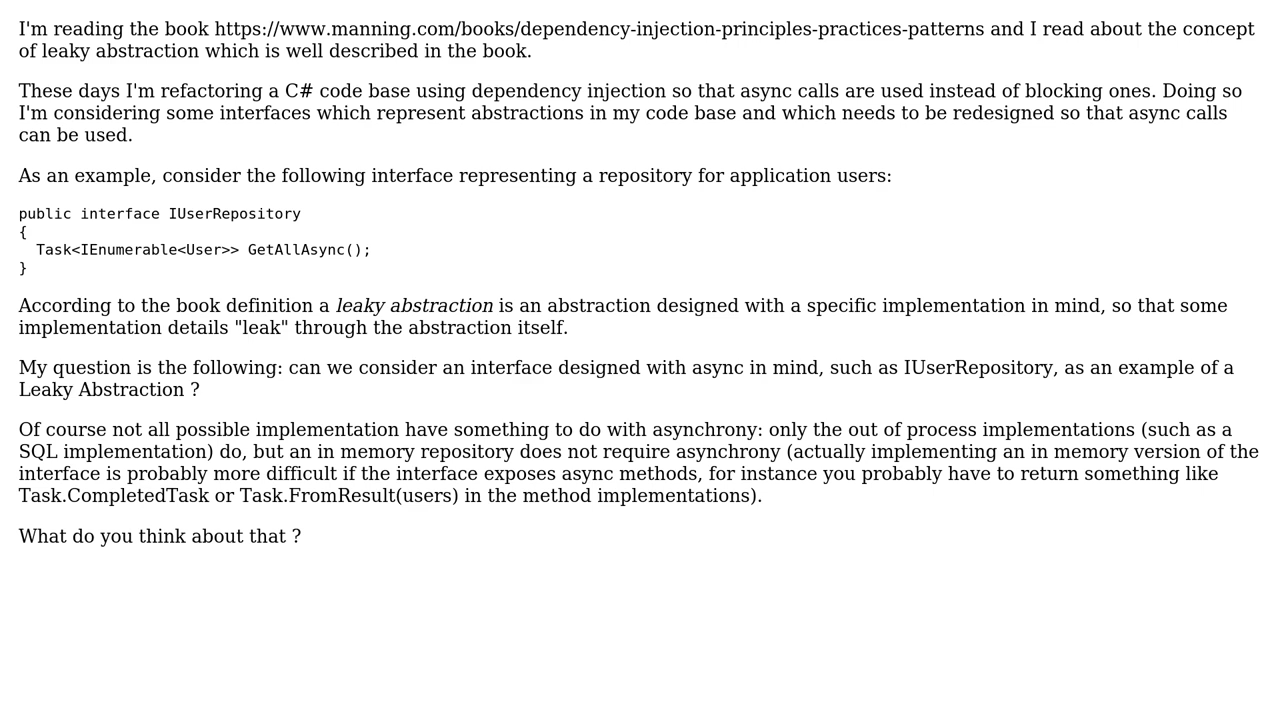 I'm reading the book https://www.manning.com/books/dependency-injection-principles-practices-patterns and I read about the concept
of leaky abstraction which is well described in the book.
These days I'm refactoring a C# code base using dependency injection so that async calls are used instead of blocking ones. Doing so
I'm considering some interfaces which represent abstractions in my code base and which needs to be redesigned so that async calls
can be used.
As an example, consider the following interface representing a repository for application users:
public interface IUserRepository
{
  Task<IEnumerable<User>> GetAllAsync();
}
According to the book definition a leaky abstraction is an abstraction designed with a specific implementation in mind, so that some
implementation details "leak" through the abstraction itself.
My question is the following: can we consider an interface designed with async in mind, such as IUserRepository, as an example of a
Leaky Abstraction ?
Of course not all possible implementation have something to do with asynchrony: only the out of process implementations (such as a
SQL implementation) do, but an in memory repository does not require asynchrony (actually implementing an in memory version of the
interface is probably more difficult if the interface exposes async methods, for instance you probably have to return something like
Task.CompletedTask or Task.FromResult(users) in the method implementations).
What do you think about that ?